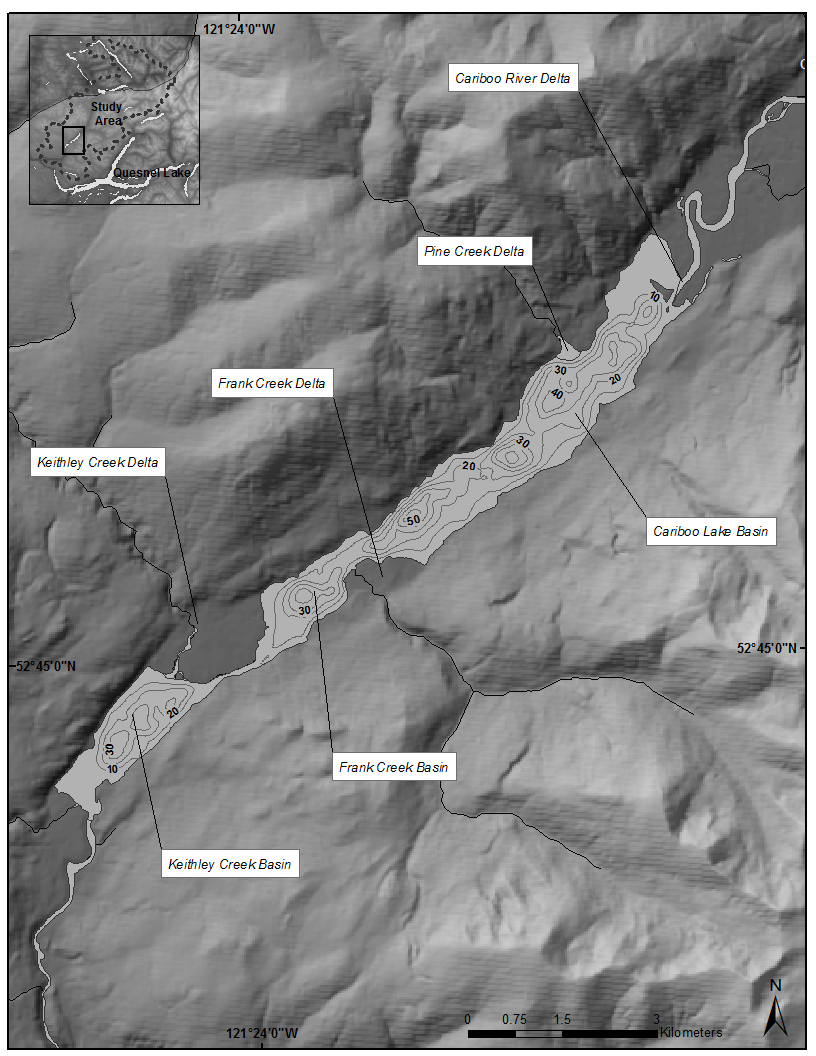 121°24'0"W
Study
Area
Quesnel Lake
Cariboo River Delta
Pine Creek Delta
10
30
20
40
Frank Creek Delta
30
20
Keithley Creek Delta
50
Cariboo Lake Basin
30
52°45'0"N
52°45'0"N
20
30
10
Frank Creek Basin
Keithley Creek Basin
N
121°24'0"W
0 0.75 1.5 3
Kilometers